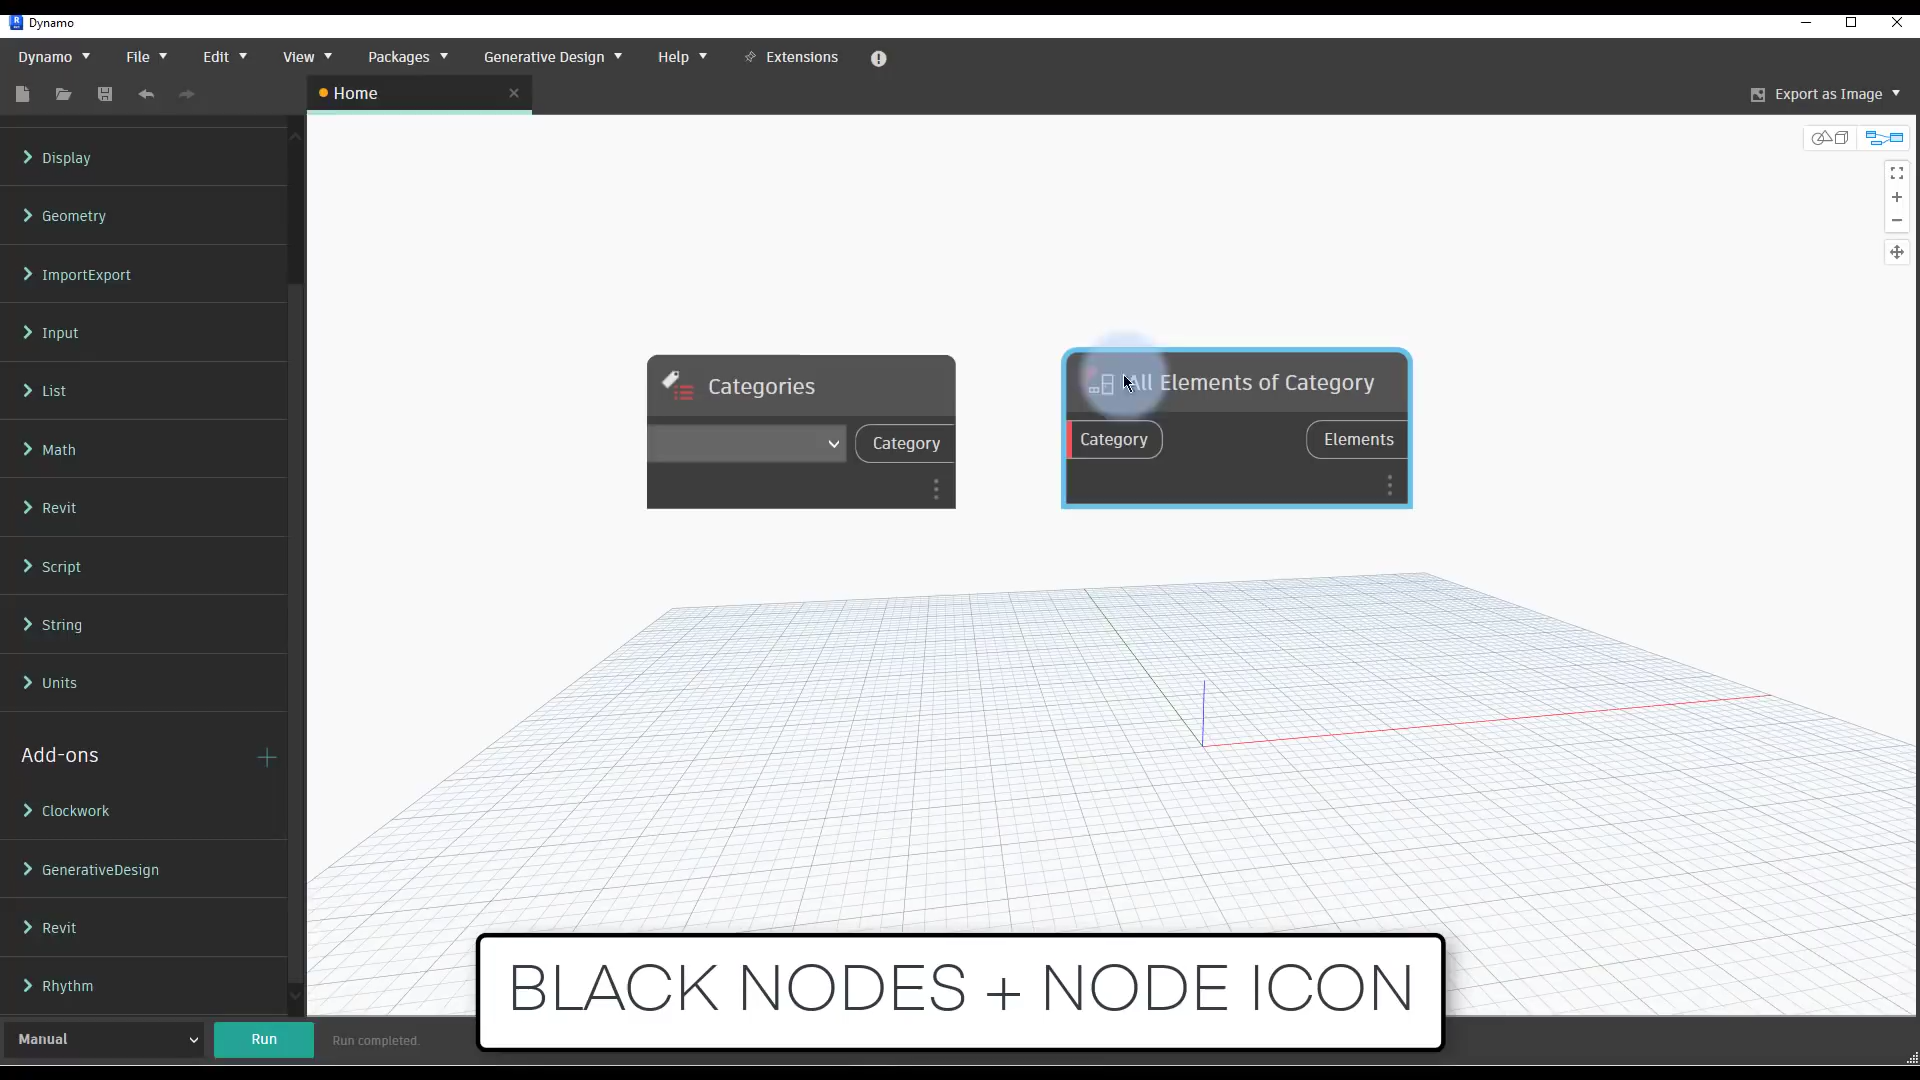 Dynamo
Dynamo File Edit View Packages Generative Design Help Extensions
Home
Export as Image
Display
Geometry
ImportExport
Input
List
Math
Revit
Script
String
Units
Add-ons
Clockwork
GenerativeDesign
Revit
Rhythm
Categories
Category
All Elements of Category
Category Elements
BLACK NODES + NODE ICON
Manual Run Run completed.